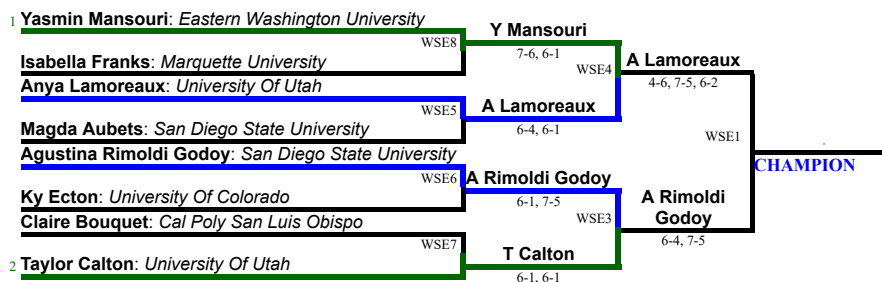 1 Yasmin Mansouri: Eastern Washington University
WSE8
Y Mansouri
7-6, 6-1
Isabella Franks: Marquette University
WSE4
A Lamoreaux
4-6, 7-5, 6-2
Anya Lamoreaux: University Of Utah
WSE5
A Lamoreaux
6-4, 6-1
Magda Aubets: San Diego State University
WSE1
CHAMPION
Agustina Rimoldi Godoy: San Diego State University
WSE6
A Rimoldi Godoy
6-1, 7-5
Ky Ecton: University Of Colorado
WSE3
A Rimoldi
Godoy
6-4, 7-5
Claire Bouquet: Cal Poly San Luis Obispo
WSE7
T Calton
6-1, 6-1
2 Taylor Calton: University Of Utah